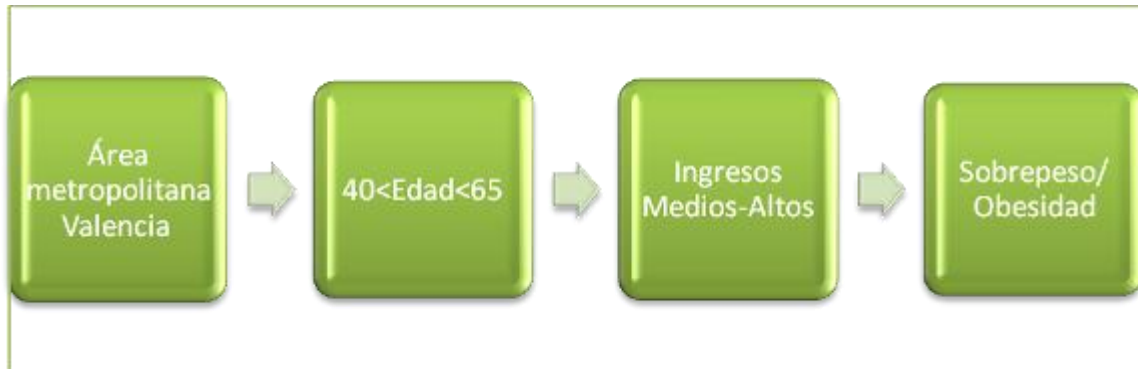 Área
metropolitana
Valencia
40<Edad<65
Ingresos
Medios-Altos
Sobrepeso/
Obesidad